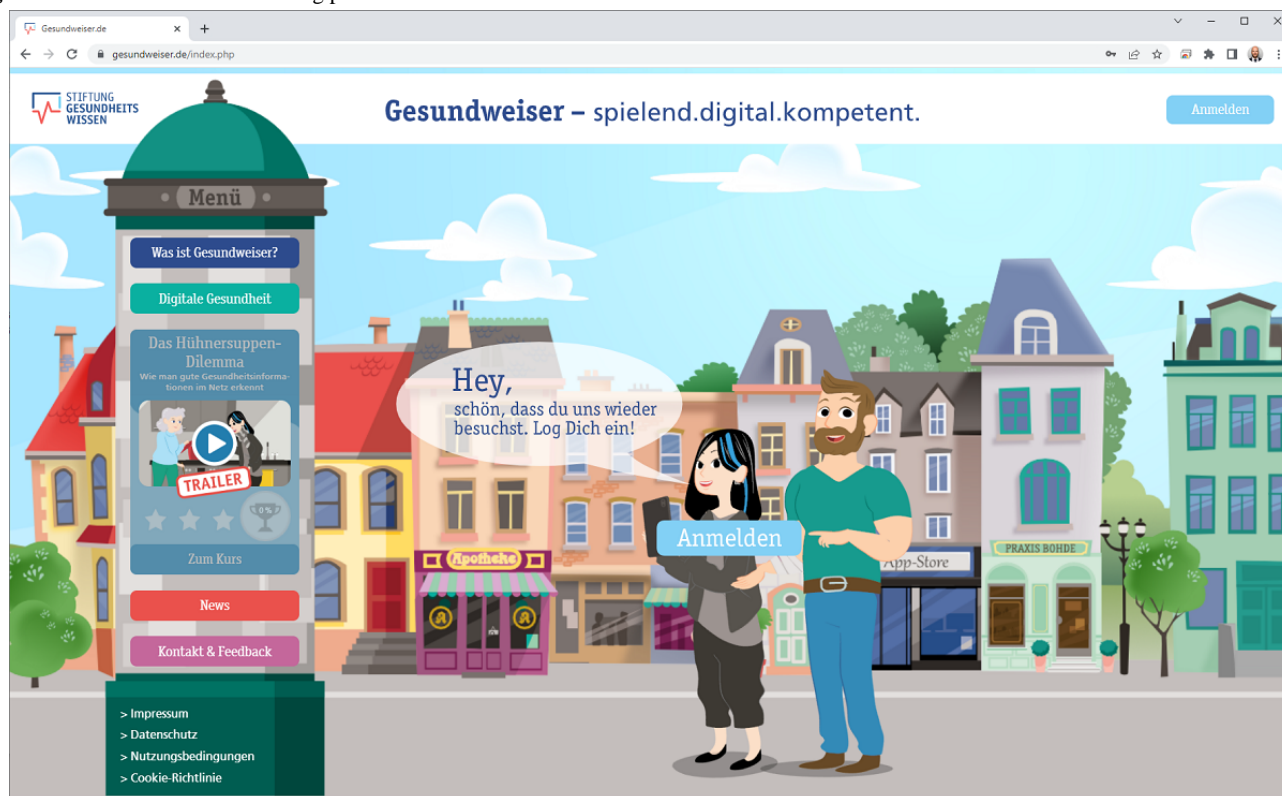 Gesundweiser.de
gesundweiser.de/index.php
STIFTUNG
GESUNDHEITS
WISSEN
Gesundweiser – spielend.digital.kompetent.
Anmelden
Menü
Was ist Gesundweiser?
Digitale Gesundheit
Das Hühnersuppen-
Dilemma
Wie man gute Gesundheitsinforma-
tionen im Netz erkennt
TRAILER
0%
Zum Kurs
News
Kontakt & Feedback
> Impressum
> Datenschutz
> Nutzungsbedingungen
> Cookie-Richtlinie
Hey,
schön, dass du uns wieder
besuchst. Log Dich ein!
Anmelden
Apotheke
App-Store
PRAXIS BOHDE